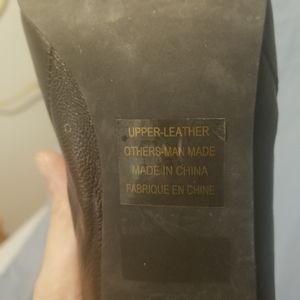 UPPER-LEATHER
OTHERS-MAN MADE
MADE IN CHINA
FABRIQUE EN CHINE